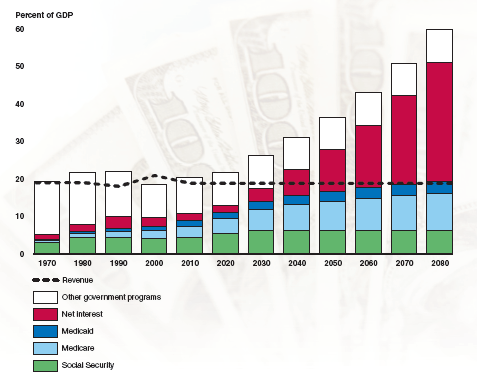 Percent of GDP
60
50
40
30
20
10
0
1970 1980 1990 2000 2010 2020 2030 2040 2050 2060 2070 2080
Revenue
Other government programs
Net interest
Medicaid
Medicare
Social Security